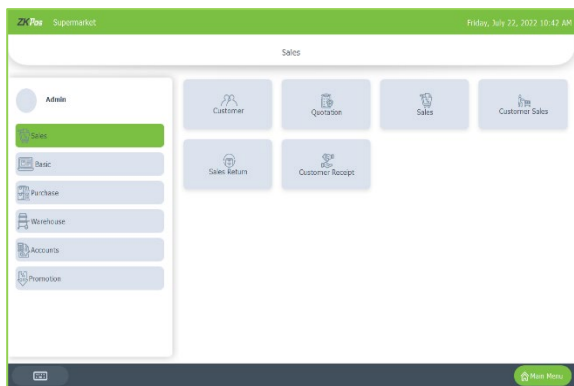 ZKPos Supermarket Friday, July 22, 2022 10:42 AM
Sales
Admin
Sales
Basic
Purchase
Warehouse
Accounts
Promotion
Customer Quotation Sales Customer Sales
Sales Return Customer Receipt
Main Menu